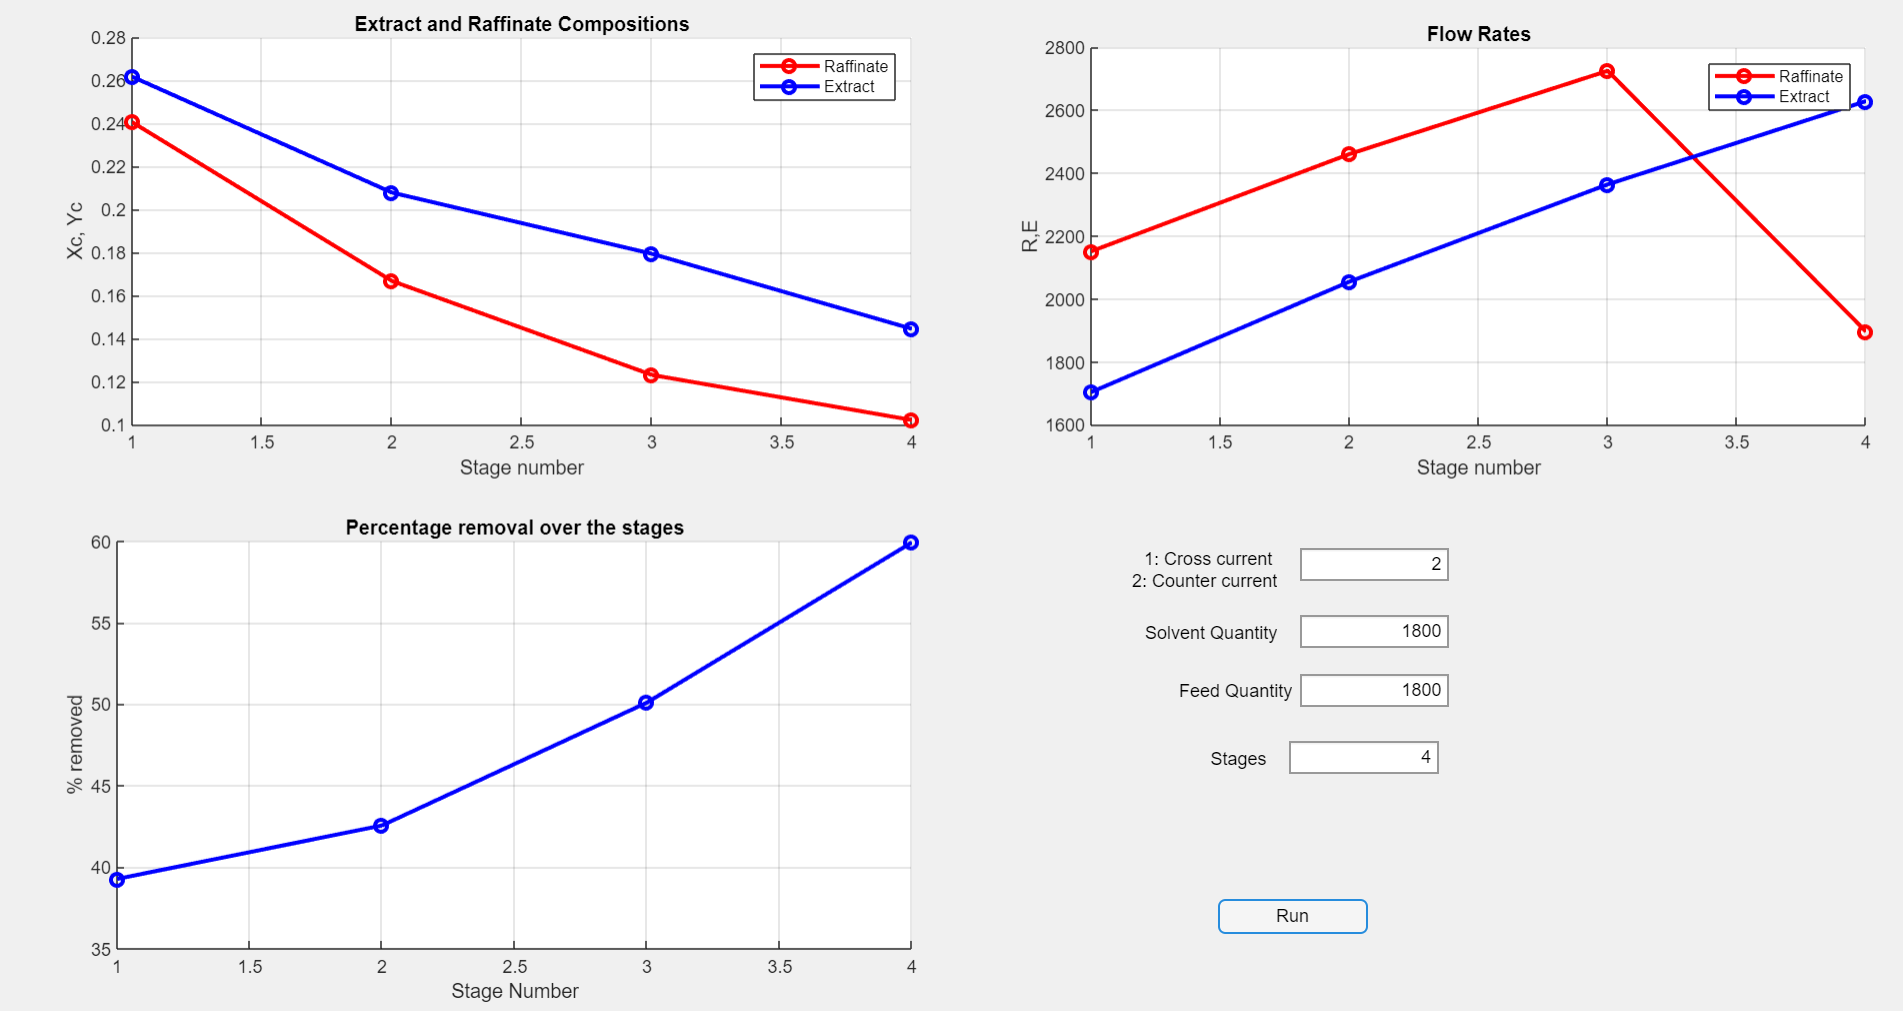 Extract and Raffinate Compositions
0.28
0.26
0.24
0.22
0.2
0.18
0.16
0.14
0.12
0.1
Xc, Yc
Raffinate
Extract
1
1.5
2
2.5
3
3.5
4
Stage number
Flow Rates
2800
2600
2400
2200
2000
1800
1600
R,E
Raffinate
Extract
1
1.5
2
2.5
3
3.5
4
Stage number
Percentage removal over the stages
60
55
50
45
40
35
% removed
1
1.5
2
2.5
3
3.5
4
Stage Number
1: Cross current
2: Counter current
2
Solvent Quantity
1800
Feed Quantity
1800
Stages
4
Run